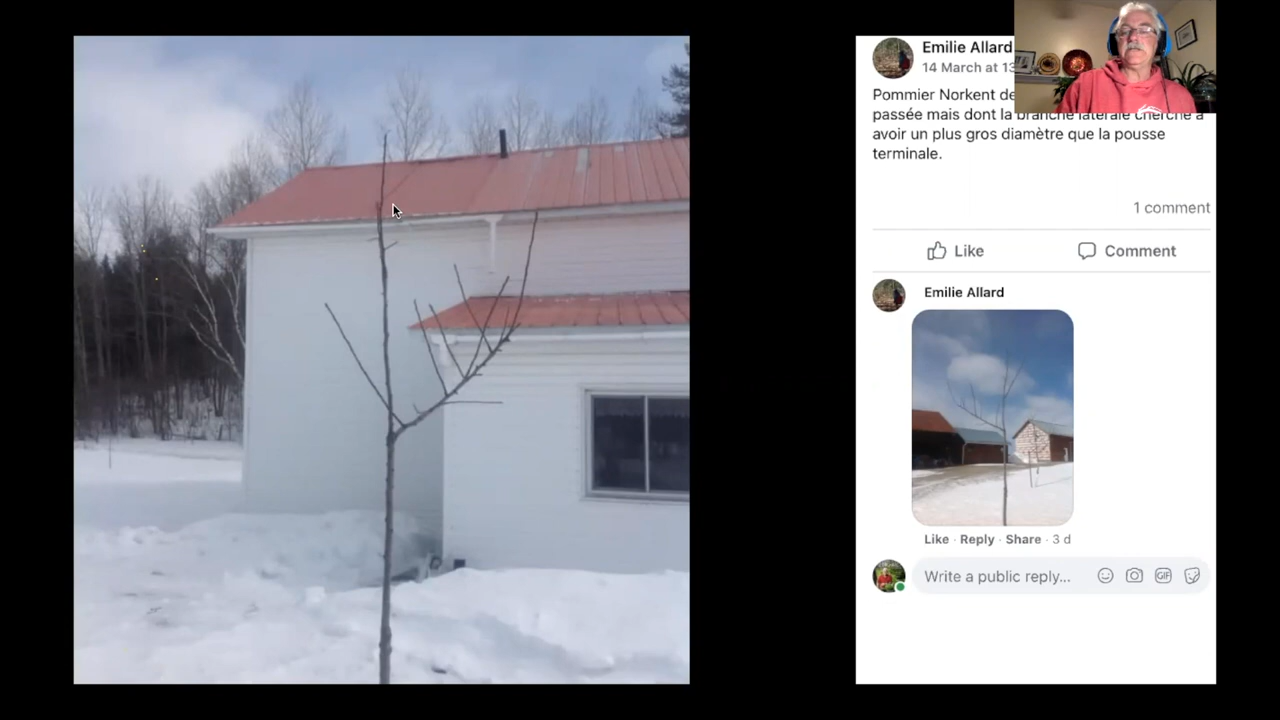 Emilie Allard
14 March at 13
Pommier Norkent de
passée mais dont la branche latérale cherche à
avoir un plus gros diamètre que la pousse
terminale.
1 comment
Like
Comment
Emilie Allard
Like · Reply · Share · 3 d
Write a public reply...
GIF